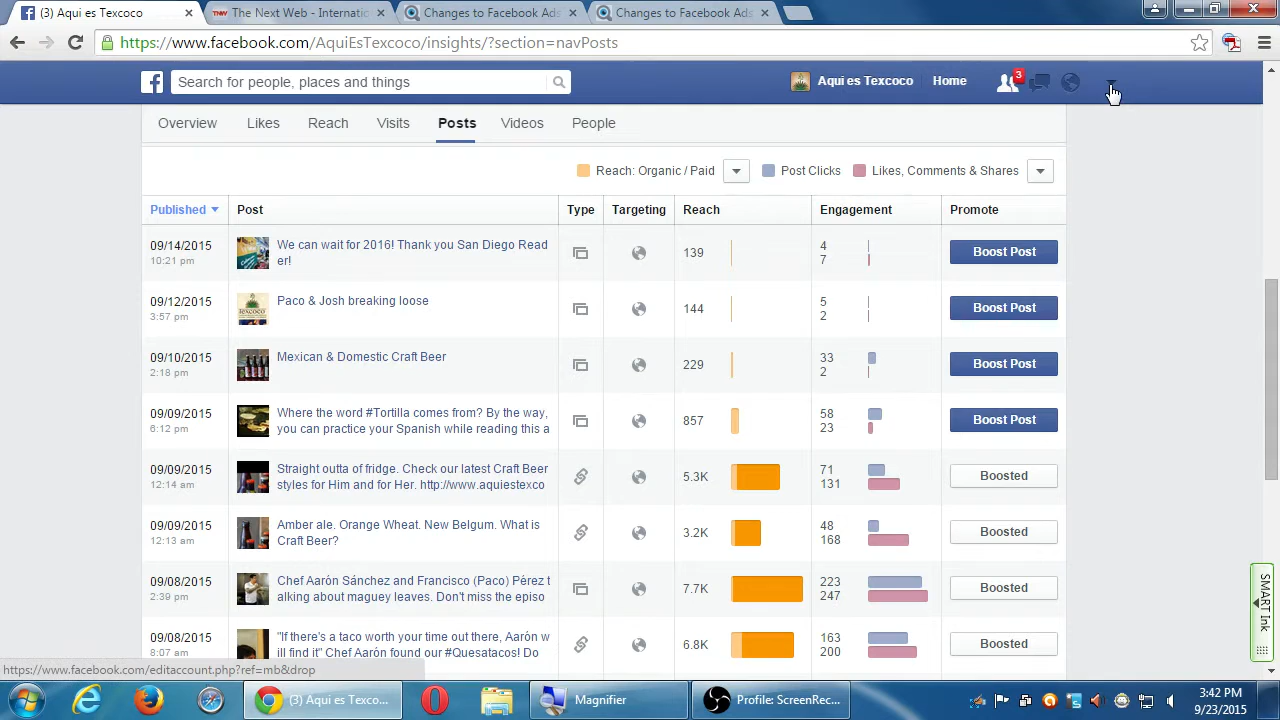 (3) Aqui es Texcoco
The Next Web - Internatio
Changes to Facebook Ads
Changes to Facebook Ads
https://www.facebook.com/AquiEsTexcoco/insights/?section=navPosts
Search for people, places and things
Aqui es Texcoco
Home
3
Overview
Likes
Reach
Visits
Posts
Videos
People
Reach: Organic / Paid
Post Clicks
Likes, Comments & Shares
Published
Post
Type
Targeting
Reach
Engagement
Promote
09/14/2015
10:21 pm
We can wait for 2016! Thank you San Diego Read
er!
139
4
7
Boost Post
09/12/2015
3:57 pm
Paco & Josh breaking loose
144
5
2
Boost Post
09/10/2015
2:18 pm
Mexican & Domestic Craft Beer
229
33
2
Boost Post
09/09/2015
6:12 pm
Where the word #Tortilla comes from? By the way,
you can practice your Spanish while reading this a
857
58
23
Boost Post
09/09/2015
12:14 am
Straight outta of fridge. Check our latest Craft Beer
styles for Him and for Her. http://www.aquiestexco
5.3K
71
131
Boosted
09/09/2015
12:13 am
Amber ale. Orange Wheat. New Belgum. What is
Craft Beer?
3.2K
48
168
Boosted
09/08/2015
2:39 pm
Chef Aarón Sánchez and Francisco (Paco) Pérez t
alking about maguey leaves. Don't miss the episo
7.7K
223
247
Boosted
09/08/2015
8:07 am
"If there's a taco worth your time out there, Aarón w
ill find it" Chef Aarón found our #Quesatacos! Do
6.8K
163
200
Boosted
SMART Ink
https://www.facebook.com/editaccount.php?ref=mb&drop
(3) Aqui es Texco...
Magnifier
Profile: ScreenRec...
3:42 PM
9/23/2015